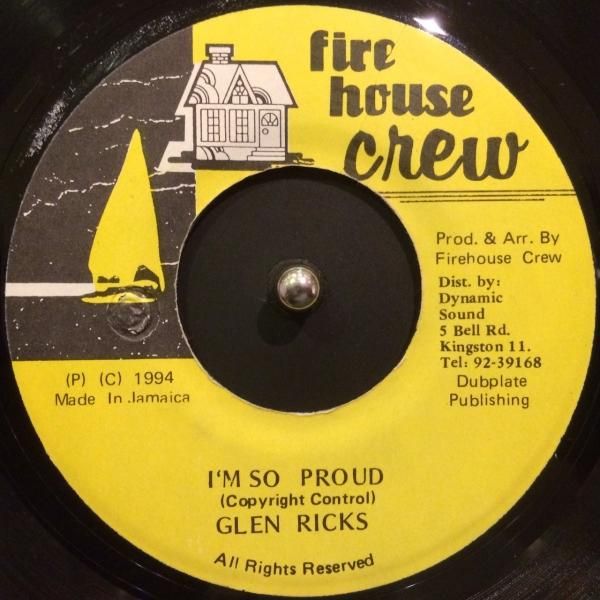 fire
house
crew
Prod. & Arr. By
Firehouse Crew
Dist. by:
Dynamic
Sound
5 Bell Rd.
Kingston 11.
Tel: 92-39168
Dubplate
Publishing
(P) (C) 1994
Made In Jamaica
I'M SO PROUD
(Copyright Control)
GLEN RICKS
All Rights Reserved